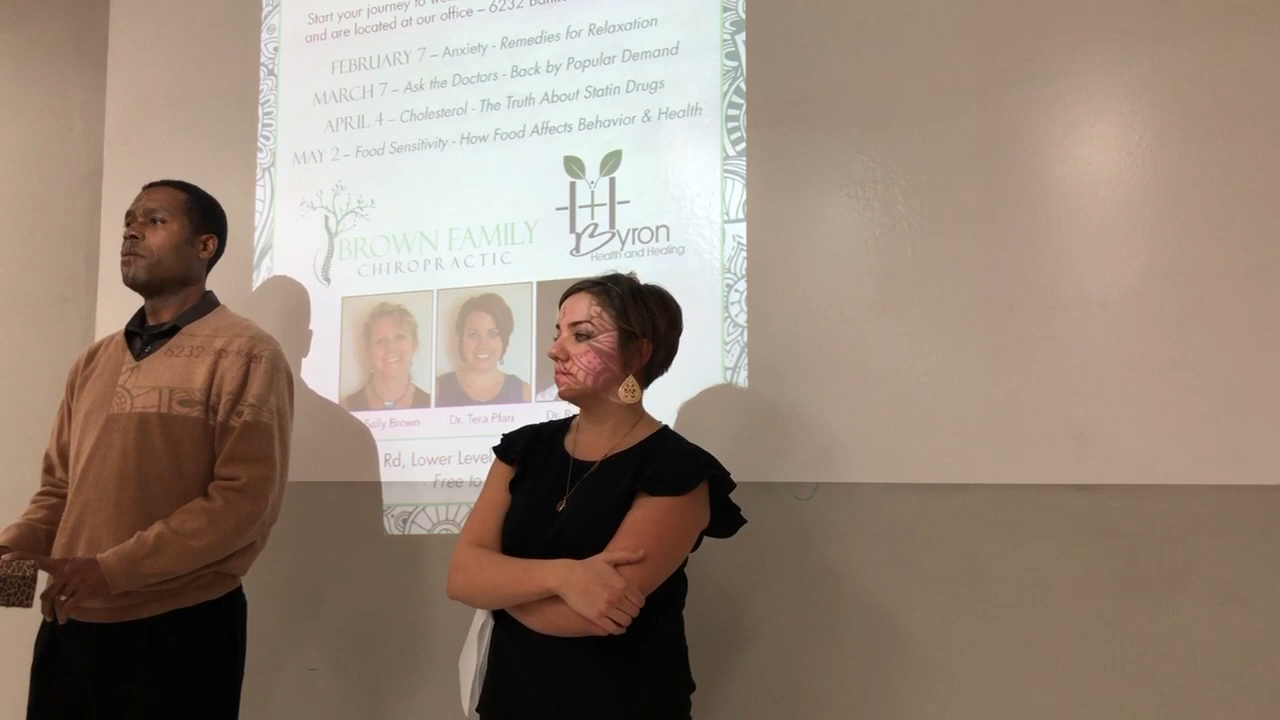 Start your journey to
and are located at our office – 6232
FEBRUARY 7 – Anxiety - Remedies for Relaxation
MARCH 7 – Ask the Doctors - Back by Popular Demand
APRIL 4 – Cholesterol - The Truth About Statin Drugs
MAY 2 – Food Sensitivity - How Food Affects Behavior & Health
BROWN FAMILY
CHIROPRACTIC
Byron
Health and Healing
Sally Brown
Dr. Tera Pfarr
Dr.
Rd, Lower Level
Free to
6232